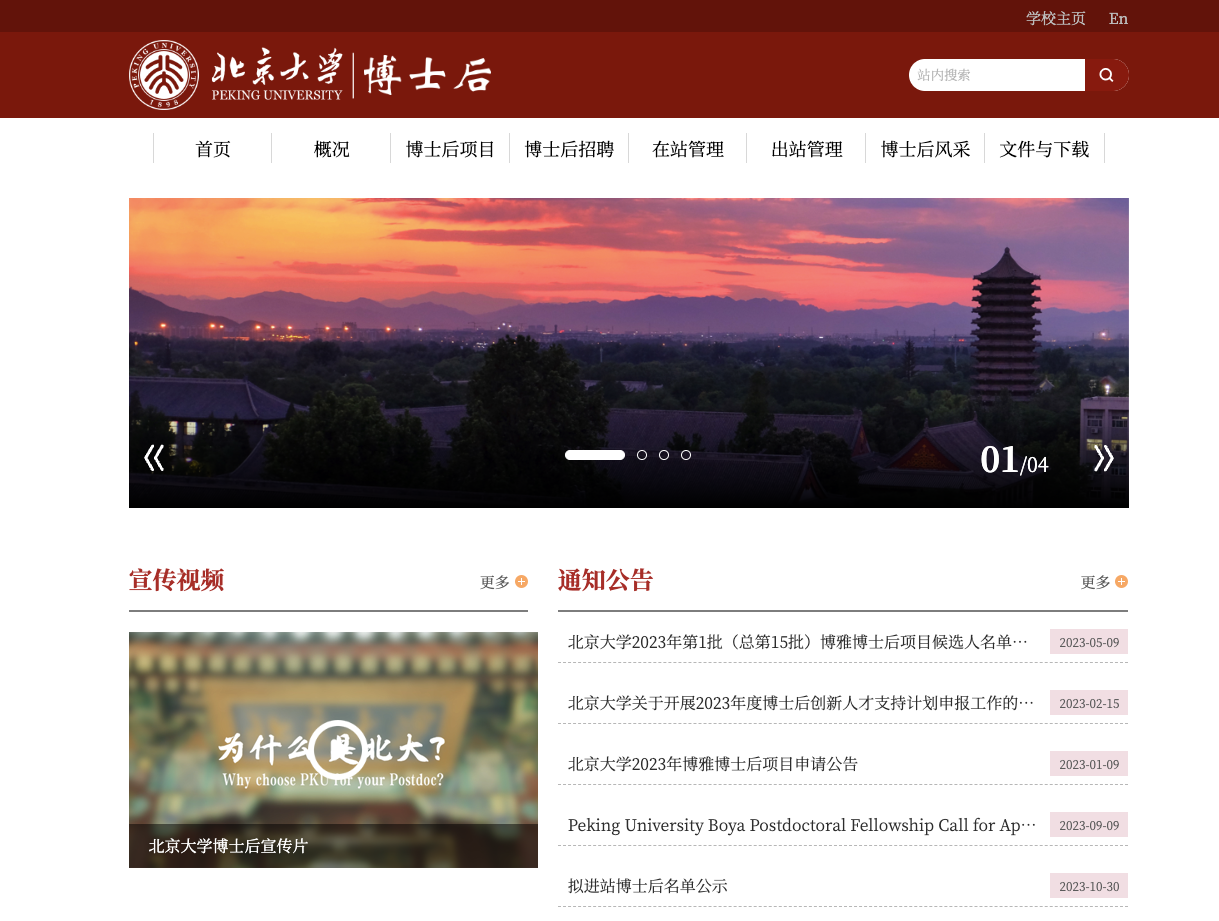 学校主页 En
北京大学 博士后
PEKING UNIVERSITY
PEKING UNIVERSITY
1898
站内搜索
首页 概况 博士后项目 博士后招聘 在站管理 出站管理 博士后风采 文件与下载
01/04
宣传视频 更多
为什么是北大?
Why choose PKU for your Postdoc?
北京大学博士后宣传片
通知公告 更多
北京大学2023年第1批（总第15批）博雅博士后项目候选人名单… 2023-05-09
北京大学关于开展2023年度博士后创新人才支持计划申报工作的… 2023-02-15
北京大学2023年博雅博士后项目申请公告 2023-01-09
Peking University Boya Postdoctoral Fellowship Call for Ap… 2023-09-09
拟进站博士后名单公示 2023-10-30